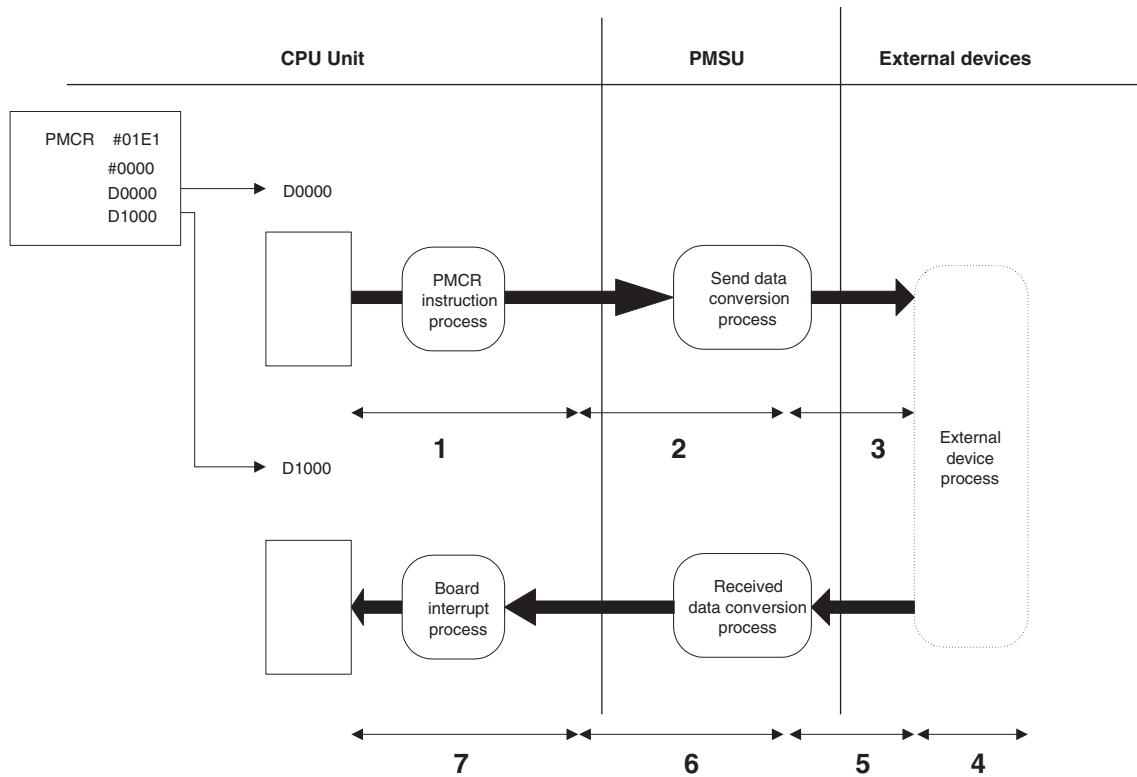 CPU Unit
PMSU
External devices
PMCR #01E1
#0000
D0000
D1000
D0000
PMCR
instruction
process
Send data
conversion
process
1
2
3
External
device
process
D1000
Board
interrupt
process
Received
data conversion
process
7
6
5
4